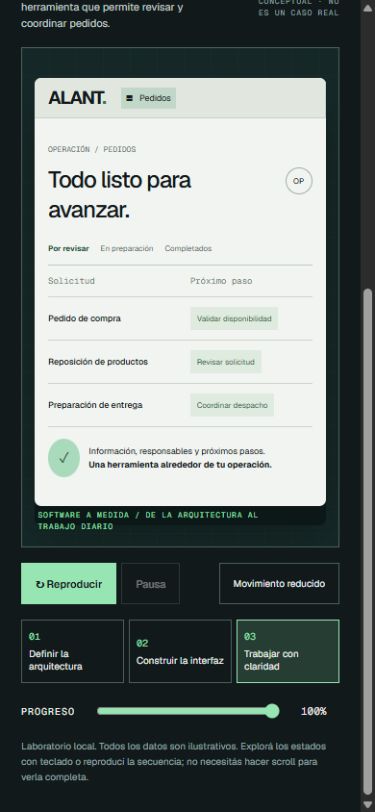 herramienta que permite revisar y
coordinar pedidos.
CONCEPTUAL · NO
ES UN CASO REAL
ALANT.
Pedidos
OPERACIÓN / PEDIDOS
Todo listo para
avanzar.
OP
Por revisar En preparación Completados
Solicitud Próximo paso
Pedido de compra Validar disponibilidad
Reposición de productos Revisar solicitud
Preparación de entrega Coordinar despacho
✓
Información, responsables y próximos pasos.
Una herramienta alrededor de tu operación.
SOFTWARE A MEDIDA / DE LA ARQUITECTURA AL
TRABAJO DIARIO
↻ Reproducir Pausa Movimiento reducido
01
Definir la
arquitectura
02
Construir la interfaz
03
Trabajar con
claridad
PROGRESO 100%
Laboratorio local. Todos los datos son ilustrativos. Explorá los estados
con teclado o reproducí la secuencia; no necesitás hacer scroll para
verla completa.